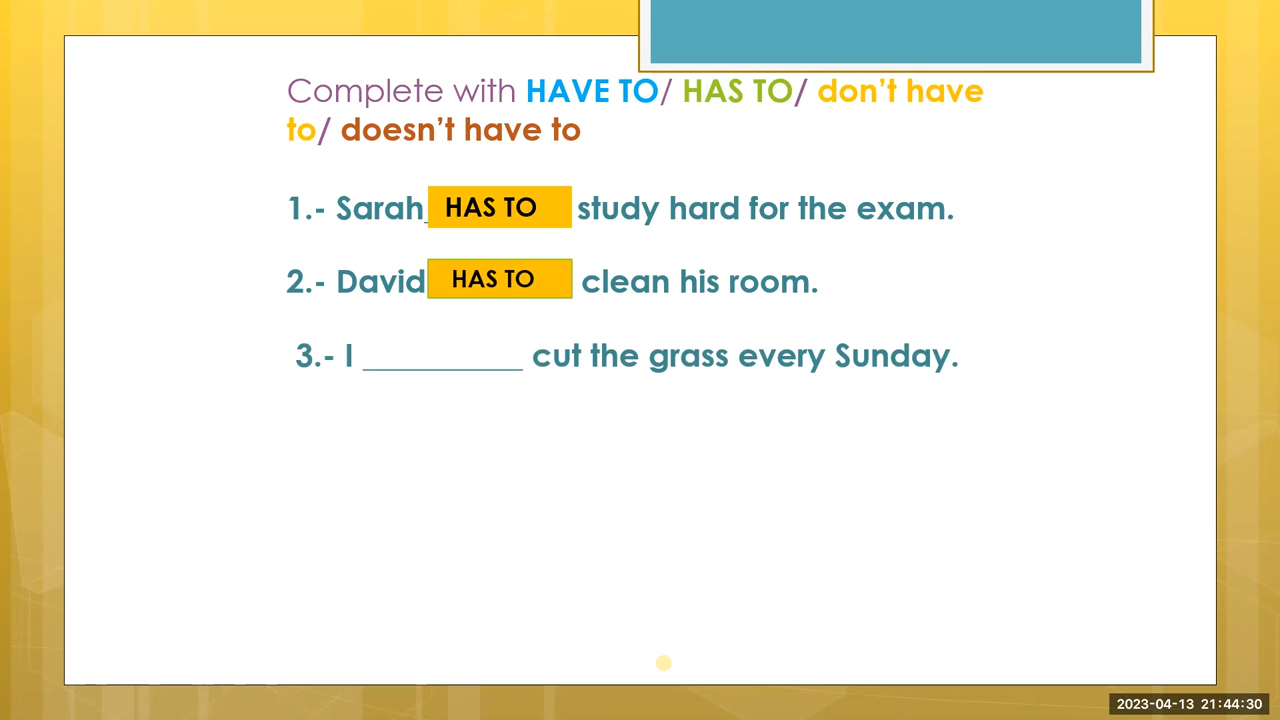 Complete with HAVE TO/ HAS TO/ don’t have
to/ doesn’t have to
1.- Sarah_ HAS TO study hard for the exam.
2.- David HAS TO clean his room.
3.- I __________ cut the grass every Sunday.
2023-04-13 21:44:30